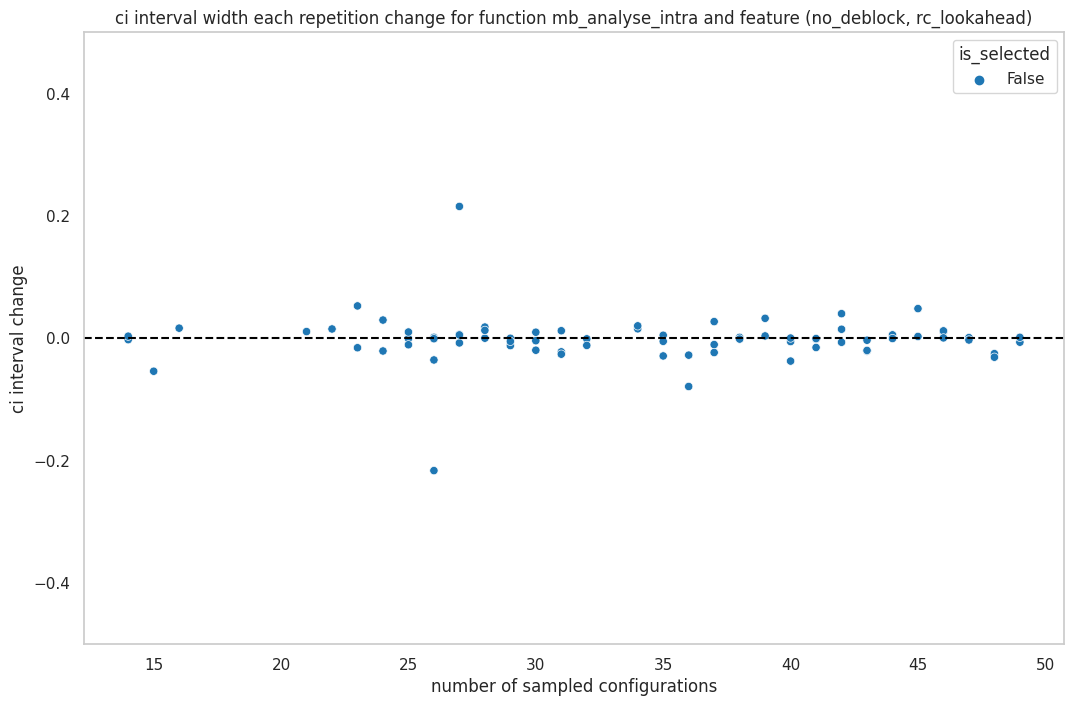 ci interval width each repetition change for function mb_analyse_intra and feature (no_deblock, rc_lookahead)
is_selected
False
0.4
0.2
0.0
−0.2
−0.4
ci interval change
15 20 25 30 35 40 45 50
number of sampled configurations